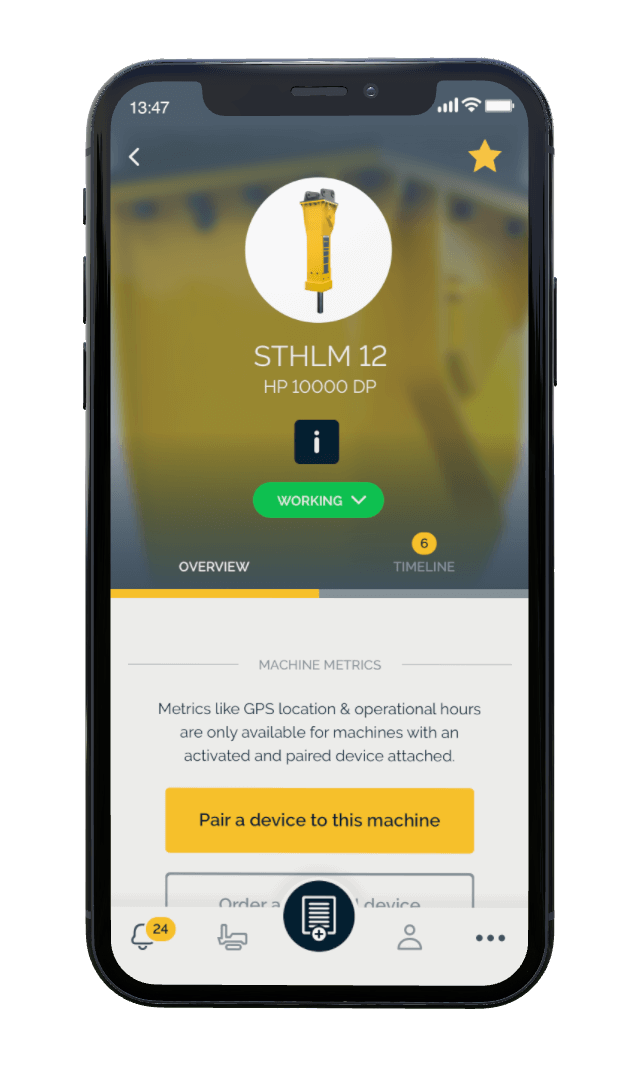 13:47
STHLM 12
HP 10000 DP
i
WORKING
6
OVERVIEW
TIMELINE
MACHINE METRICS
Metrics like GPS location & operational hours
are only available for machines with an
activated and paired device attached.
Pair a device to this machine
Order a device
24